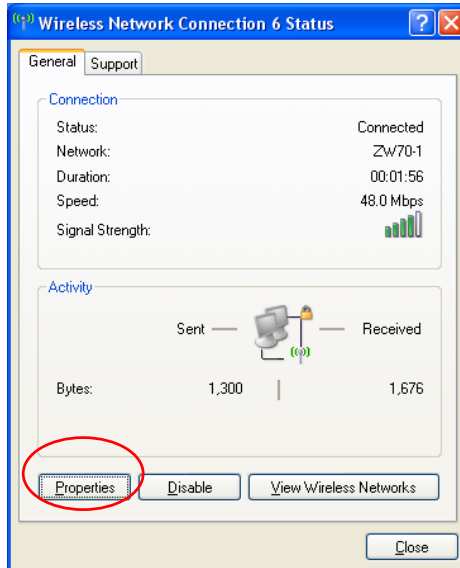 Wireless Network Connection 6 Status
General Support
Connection
Status: Connected
Network: ZW70-1
Duration: 00:01:56
Speed: 48.0 Mbps
Signal Strength:
Activity
Sent Received
Bytes: 1,300 1,676
Properties Disable View Wireless Networks
Close